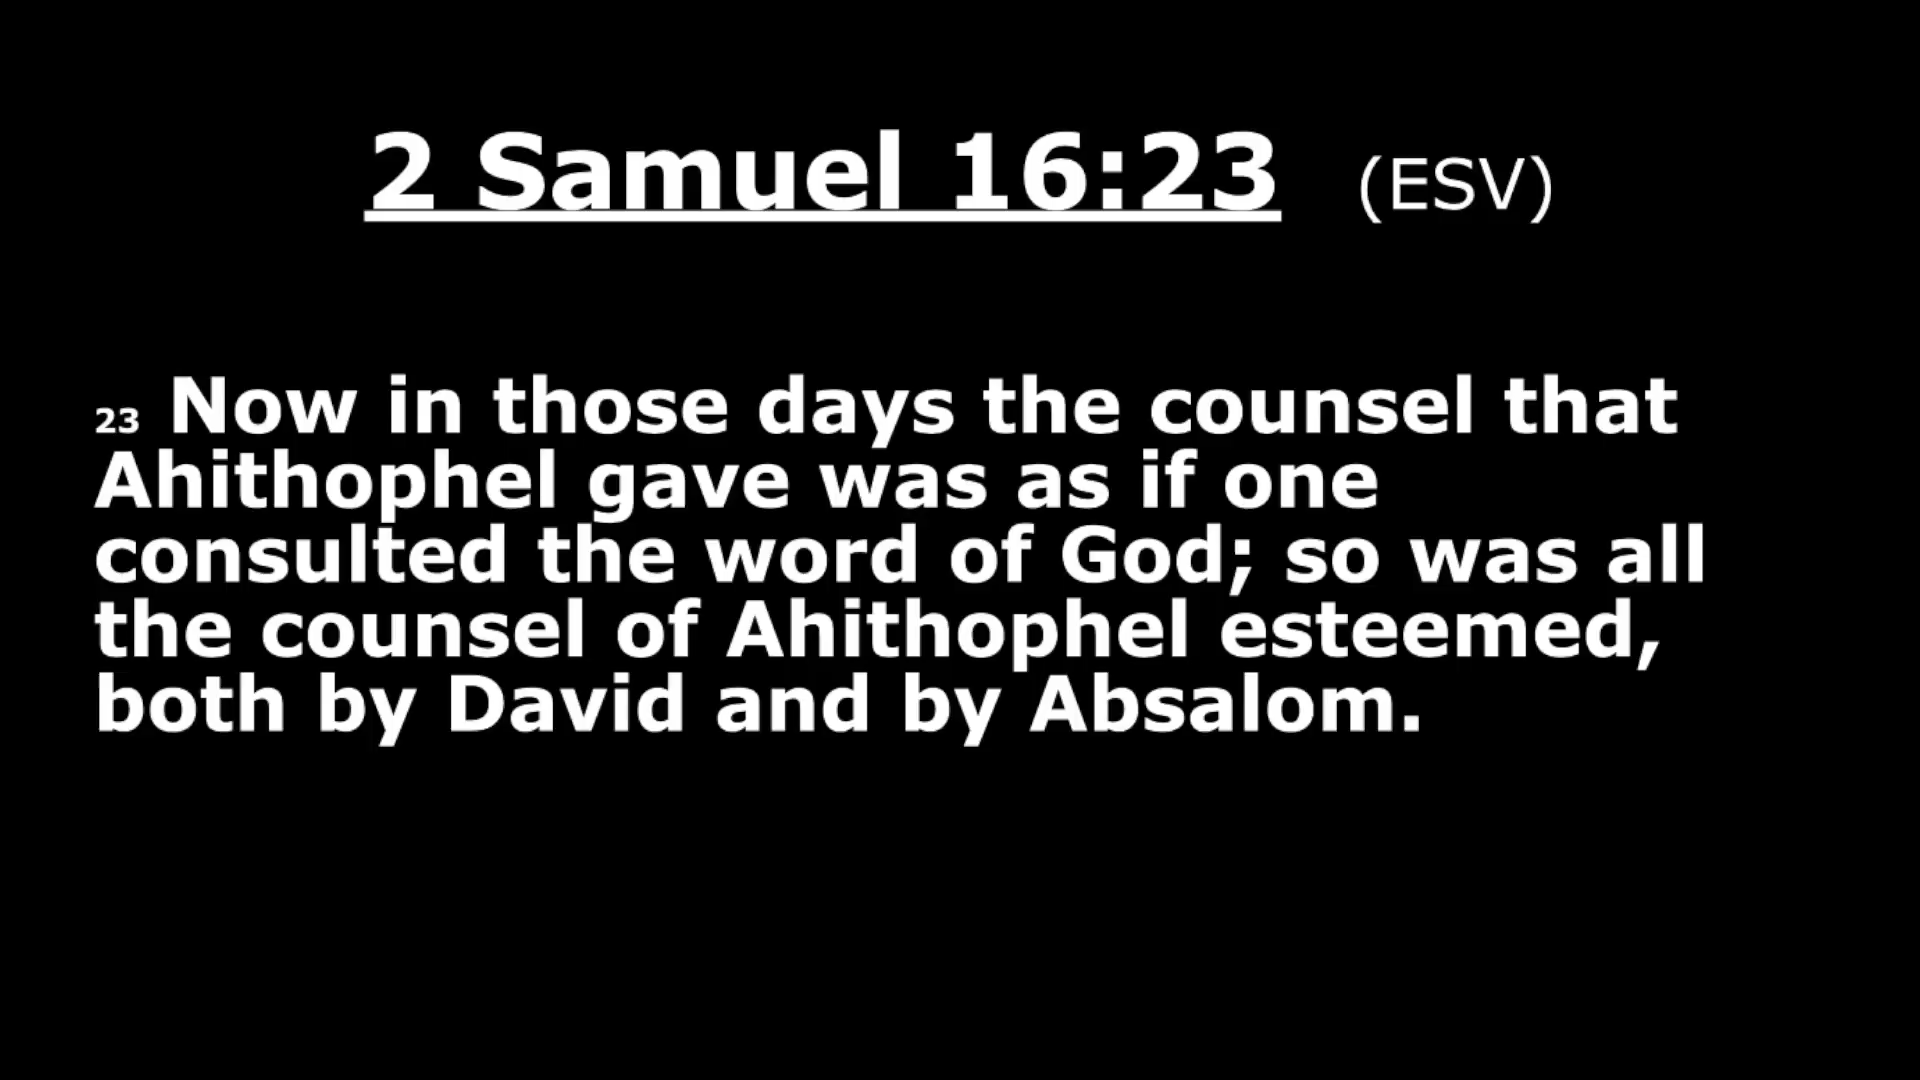 2 Samuel 16:23 (ESV)
23 Now in those days the counsel that
Ahithophel gave was as if one
consulted the word of God; so was all
the counsel of Ahithophel esteemed,
both by David and by Absalom.